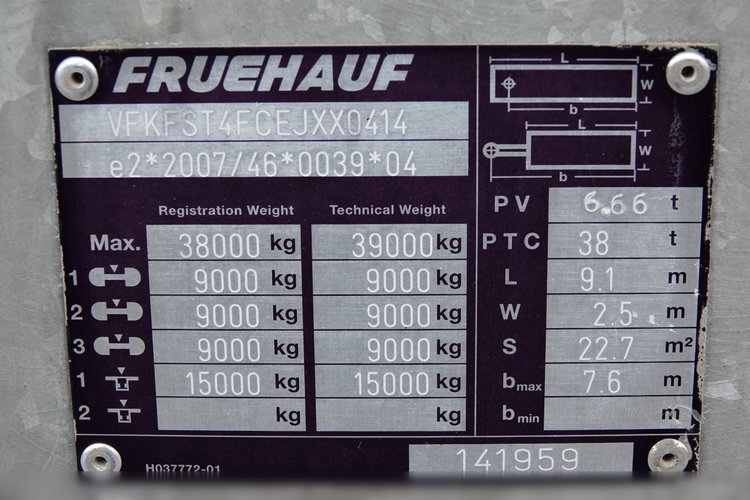 FRUEHAUF
VFKFST4FCEJXX0414
e2*2007/46*0039*04
L
W
b
L
W
b
Registration Weight Technical Weight
Max. 38000 kg 39000 kg
1 9000 kg 9000 kg
2 9000 kg 9000 kg
3 9000 kg 9000 kg
1 15000 kg 15000 kg
2 kg kg
PV 6.66 t
PTC 38 t
L 9.1 m
W 2.5 m
S 22.7 m²
bmax 7.6 m
bmin m
H037772-01
141959